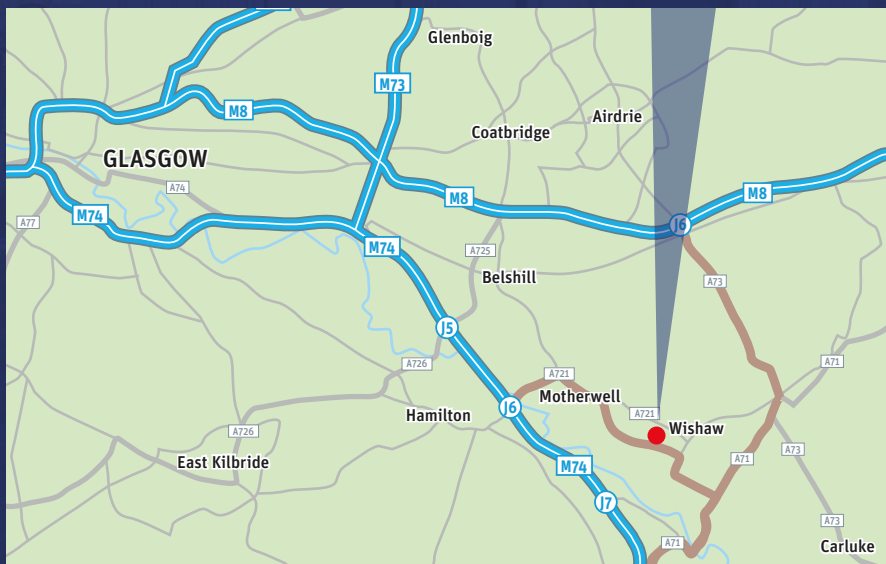 Glenboig
M73
M8
Airdrie
Coatbridge
GLASGOW
A74
M8
M8
M74
A77
J6
M74
A725
Belshill
A73
J5
A726
A71
A721
Motherwell
J6
Hamilton
A721
Wishaw
A726
East Kilbride
M74
A71
A73
J7
A73
A71
Carluke